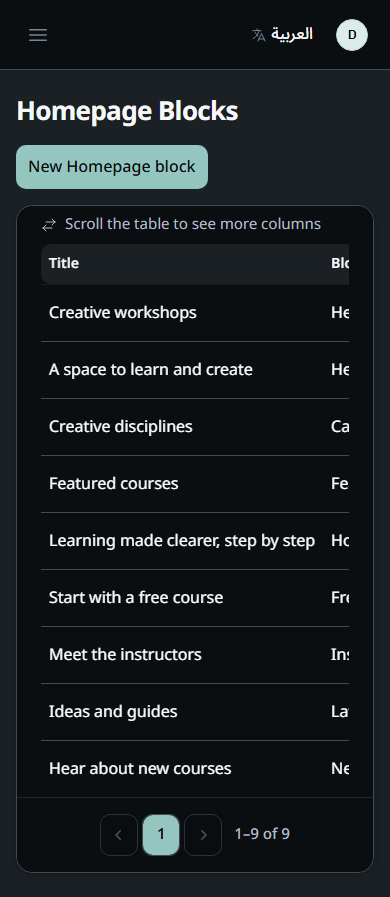 العربية
D
Homepage Blocks
New Homepage block
Scroll the table to see more columns
Title
Creative workshops
A space to learn and create
Creative disciplines
Featured courses
Learning made clearer, step by step
Start with a free course
Meet the instructors
Ideas and guides
Hear about new courses
1
1–9 of 9